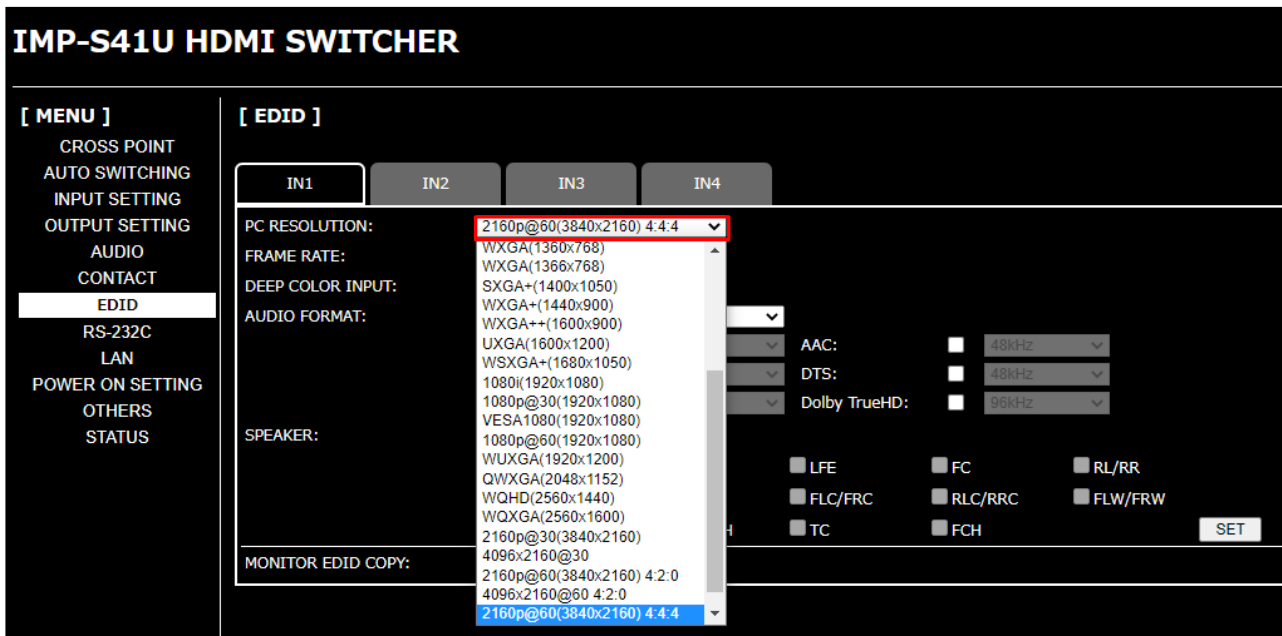 IMP-S41U HDMI SWITCHER
[ MENU ]
CROSS POINT
AUTO SWITCHING
INPUT SETTING
OUTPUT SETTING
AUDIO
CONTACT
EDID
RS-232C
LAN
POWER ON SETTING
OTHERS
STATUS
[ EDID ]
IN1 IN2 IN3 IN4
PC RESOLUTION: 2160p@60(3840x2160) 4:4:4
FRAME RATE:
DEEP COLOR INPUT:
AUDIO FORMAT:
SPEAKER:
MONITOR EDID COPY:
WXGA(1360x768)
WXGA(1366x768)
SXGA+(1400x1050)
WXGA+(1440x900)
WXGA++(1600x900)
UXGA(1600x1200)
WSXGA+(1680x1050)
1080i(1920x1080)
1080p@30(1920x1080)
VESA1080(1920x1080)
1080p@60(1920x1080)
WUXGA(1920x1200)
QWXGA(2048x1152)
WQHD(2560x1440)
WQXGA(2560x1600)
2160p@30(3840x2160)
4096x2160@30
2160p@60(3840x2160) 4:2:0
4096x2160@60 4:2:0
2160p@60(3840x2160) 4:4:4
AAC: 48kHz
DTS: 48kHz
Dolby TrueHD: 96kHz
LFE FC RL/RR
FLC/FRC RLC/RRC FLW/FRW
TC FCH SET